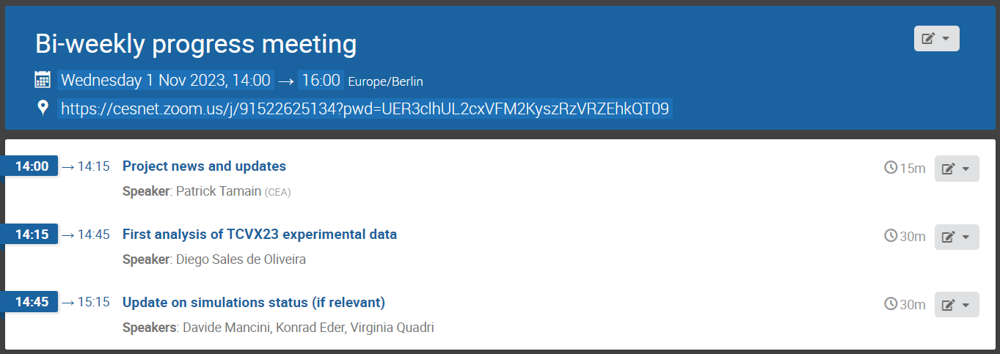 Bi-weekly progress meeting
Wednesday 1 Nov 2023, 14:00 → 16:00 Europe/Berlin
https://cesnet.zoom.us/j/91522625134?pwd=UER3clhUL2cxVFM2KyszRzVRZEhkQT09
14:00 → 14:15 Project news and updates 15m
Speaker: Patrick Tamain (CEA)
14:15 → 14:45 First analysis of TCVX23 experimental data 30m
Speaker: Diego Sales de Oliveira
14:45 → 15:15 Update on simulations status (if relevant) 30m
Speakers: Davide Mancini, Konrad Eder, Virginia Quadri